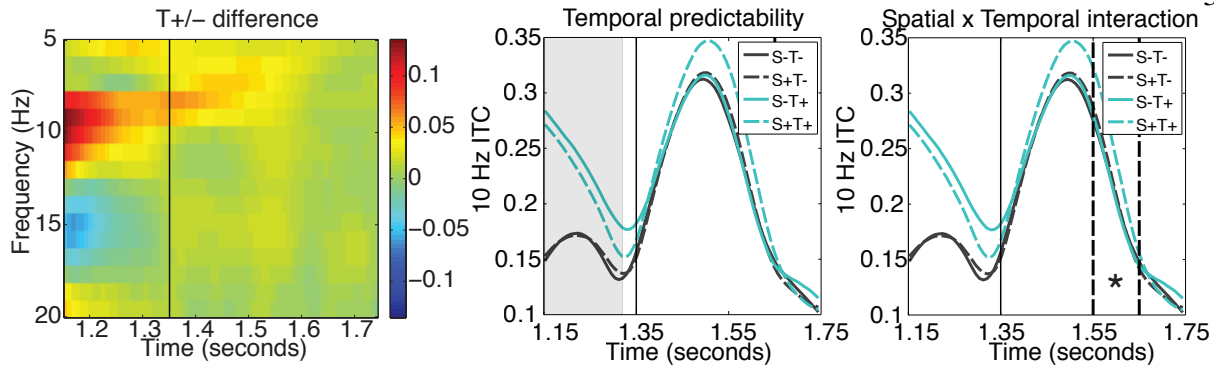 T+/- difference
5
10
15
20
Frequency (Hz)
1.2 1.3 1.4 1.5 1.6 1.7
Time (seconds)
0.1
0.05
0
−0.05
−0.1
Temporal predictability
0.35
0.3
0.25
0.2
0.15
0.1
10 Hz ITC
S-T-
S+T-
S-T+
S+T+
1.15 1.35 1.55 1.75
Time (seconds)
Spatial x Temporal interaction
0.35
0.3
0.25
0.2
0.15
0.1
10 Hz ITC
S-T-
S+T-
S-T+
S+T+
*
1.15 1.35 1.55 1.75
Time (seconds)